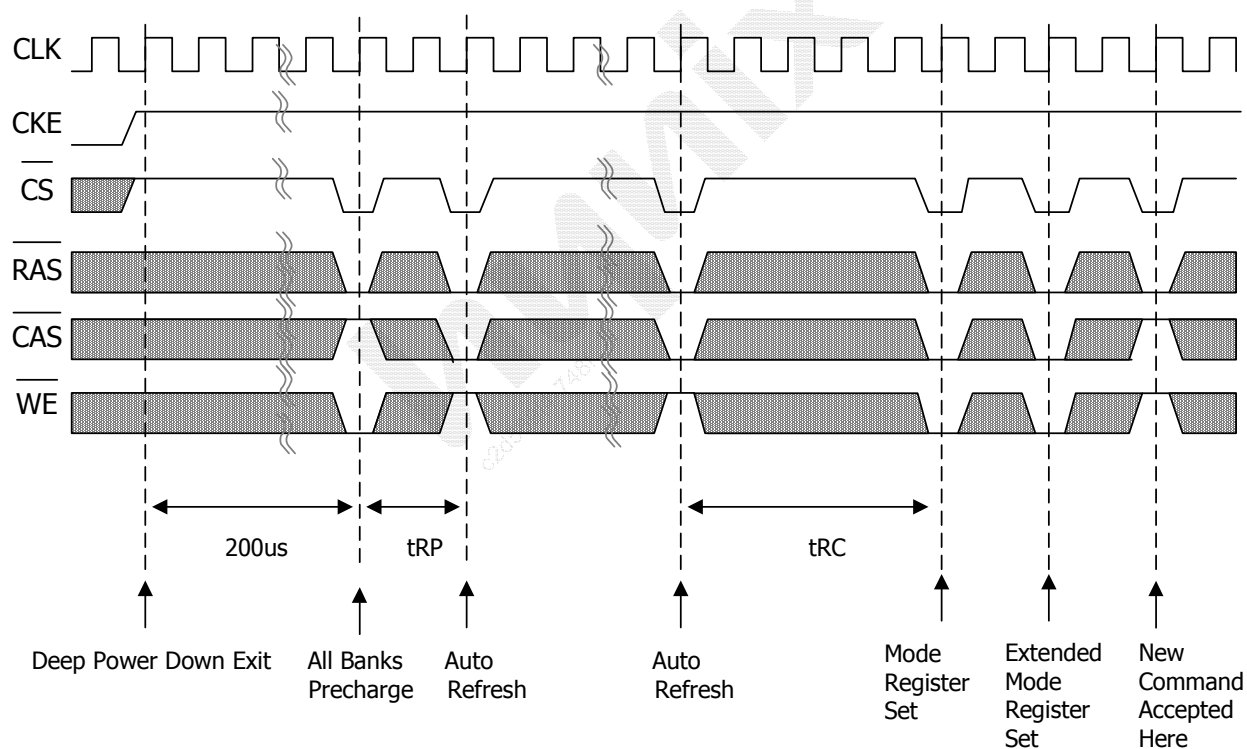 CLK
CKE
CS
RAS
CAS
WE
200us
tRP
tRC
Deep Power Down Exit
All Banks
Precharge
Auto
Refresh
Auto
Refresh
Mode
Register
Set
Extended
Mode
Register
Set
New
Command
Accepted
Here